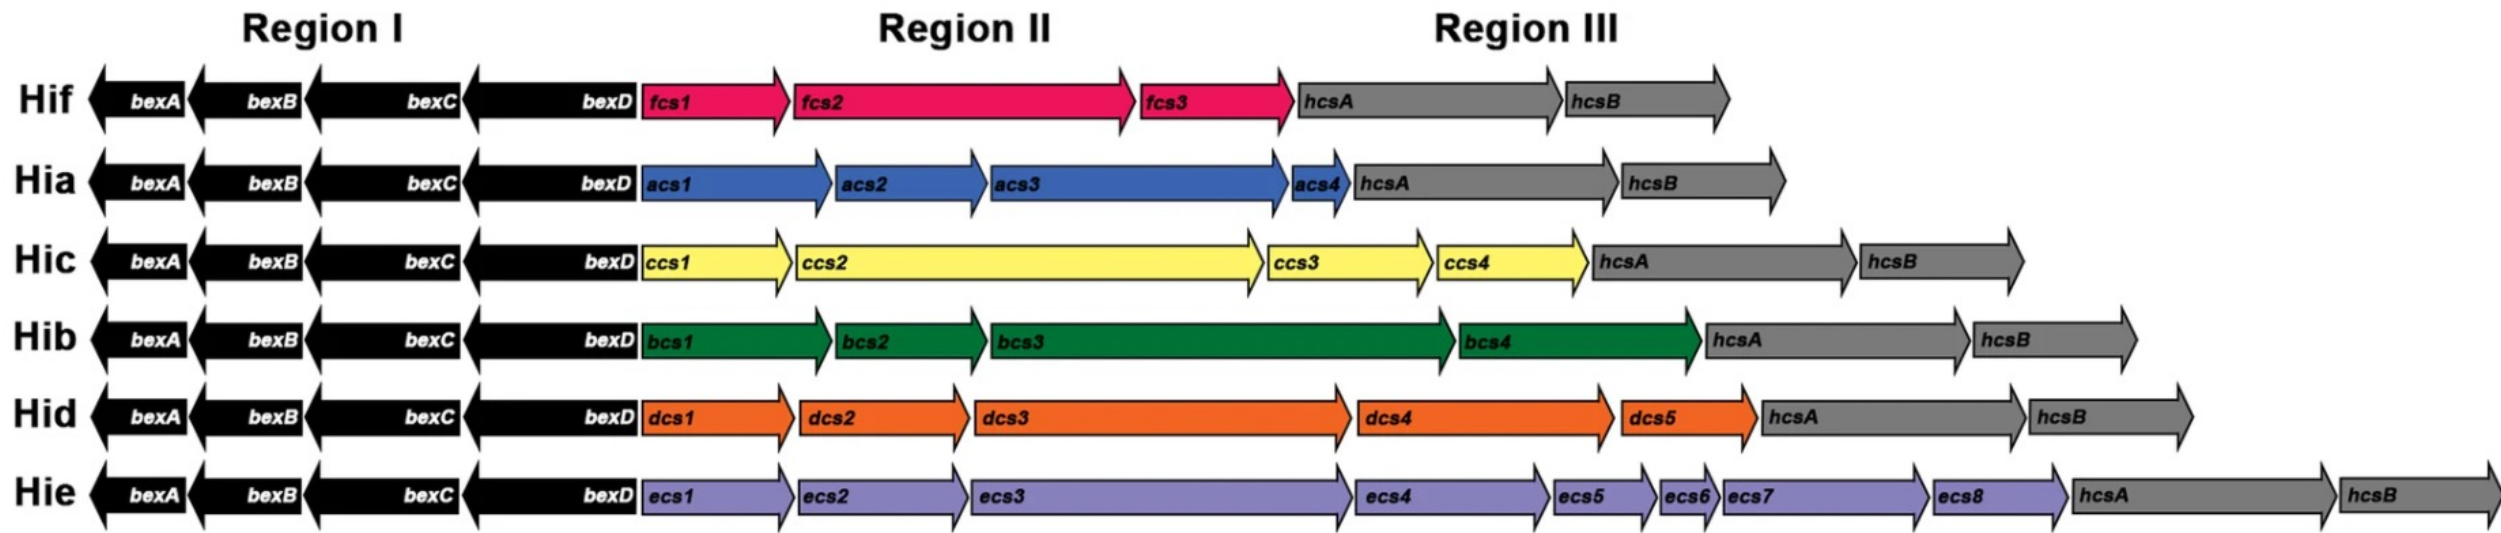 Region I Region II Region III
Hif bexA bexB bexC bexD fcs1 fcs2 fcs3 hcsA hcsB
Hia bexA bexB bexC bexD acs1 acs2 acs3 acs4 hcsA hcsB
Hic bexA bexB bexC bexD ccs1 ccs2 ccs3 ccs4 hcsA hcsB
Hib bexA bexB bexC bexD bcs1 bcs2 bcs3 bcs4 hcsA hcsB
Hid bexA bexB bexC bexD dcs1 dcs2 dcs3 dcs4 dcs5 hcsA hcsB
Hie bexA bexB bexC bexD ecs1 ecs2 ecs3 ecs4 ecs5 ecs6 ecs7 ecs8 hcsA hcsB